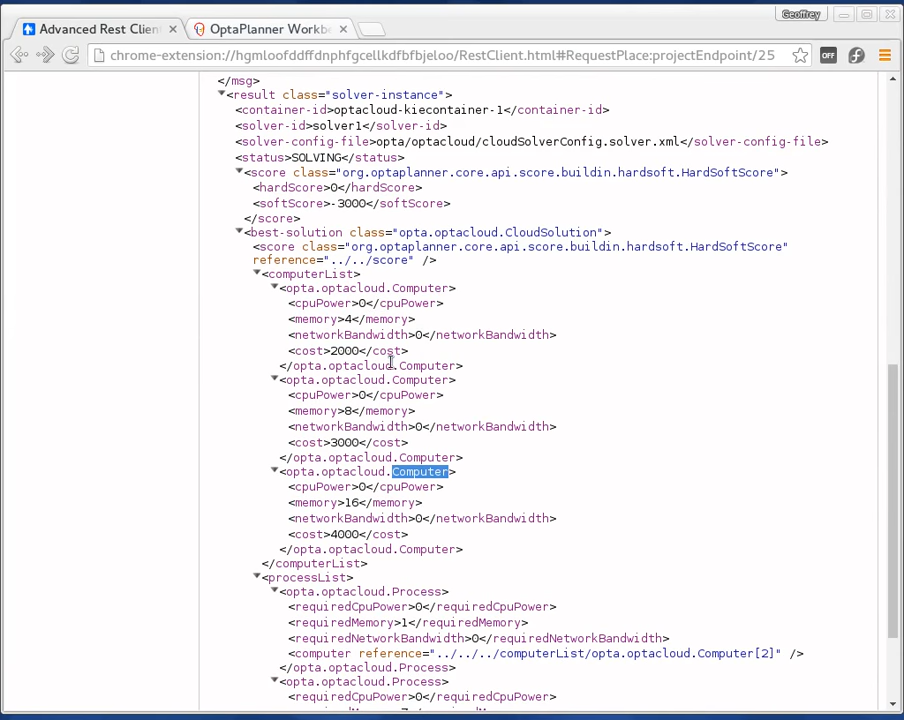 Geoffrey
Advanced Rest Clien
OptaPlanner Workbe
chrome-extension://hgmloofddffdnphfgcellkdfbfbjeloo/RestClient.html#RequestPlace:projectEndpoint/25
OFF
</msg>
<result class="solver-instance">
<container-id>optacloud-kiecontainer-1</container-id>
<solver-id>solver1</solver-id>
<solver-config-file>opta/optacloud/cloudSolverConfig.solver.xml</solver-config-file>
<status>SOLVING</status>
<score class="org.optaplanner.core.api.score.buildin.hardsoft.HardSoftScore">
<hardScore>0</hardScore>
<softScore>-3000</softScore>
</score>
<best-solution class="opta.optacloud.CloudSolution">
<score class="org.optaplanner.core.api.score.buildin.hardsoft.HardSoftScore"
reference="../../score" />
<computerList>
<opta.optacloud.Computer>
<cpuPower>0</cpuPower>
<memory>4</memory>
<networkBandwidth>0</networkBandwidth>
<cost>2000</cost>
</opta.optacloud.Computer>
<opta.optacloud.Computer>
<cpuPower>0</cpuPower>
<memory>8</memory>
<networkBandwidth>0</networkBandwidth>
<cost>3000</cost>
</opta.optacloud.Computer>
<opta.optacloud.Computer>
<cpuPower>0</cpuPower>
<memory>16</memory>
<networkBandwidth>0</networkBandwidth>
<cost>4000</cost>
</opta.optacloud.Computer>
</computerList>
<processList>
<opta.optacloud.Process>
<requiredCpuPower>0</requiredCpuPower>
<requiredMemory>1</requiredMemory>
<requiredNetworkBandwidth>0</requiredNetworkBandwidth>
<computer reference="../../../computerList/opta.optacloud.Computer[2]" />
</opta.optacloud.Process>
<opta.optacloud.Process>
<requiredCpuPower>0</requiredCpuPower>